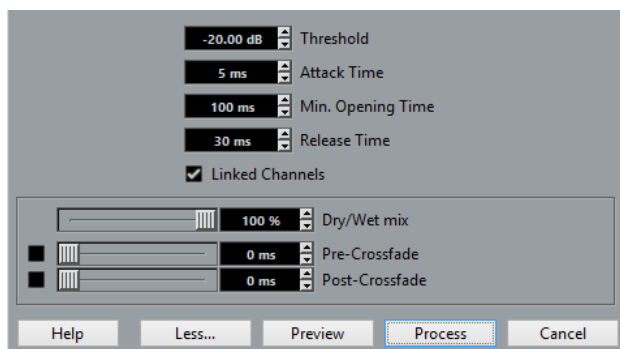 -20.00 dB Threshold
5 ms Attack Time
100 ms Min. Opening Time
30 ms Release Time
Linked Channels
100 % Dry/Wet mix
0 ms Pre-Crossfade
0 ms Post-Crossfade
Help Less... Preview Process Cancel